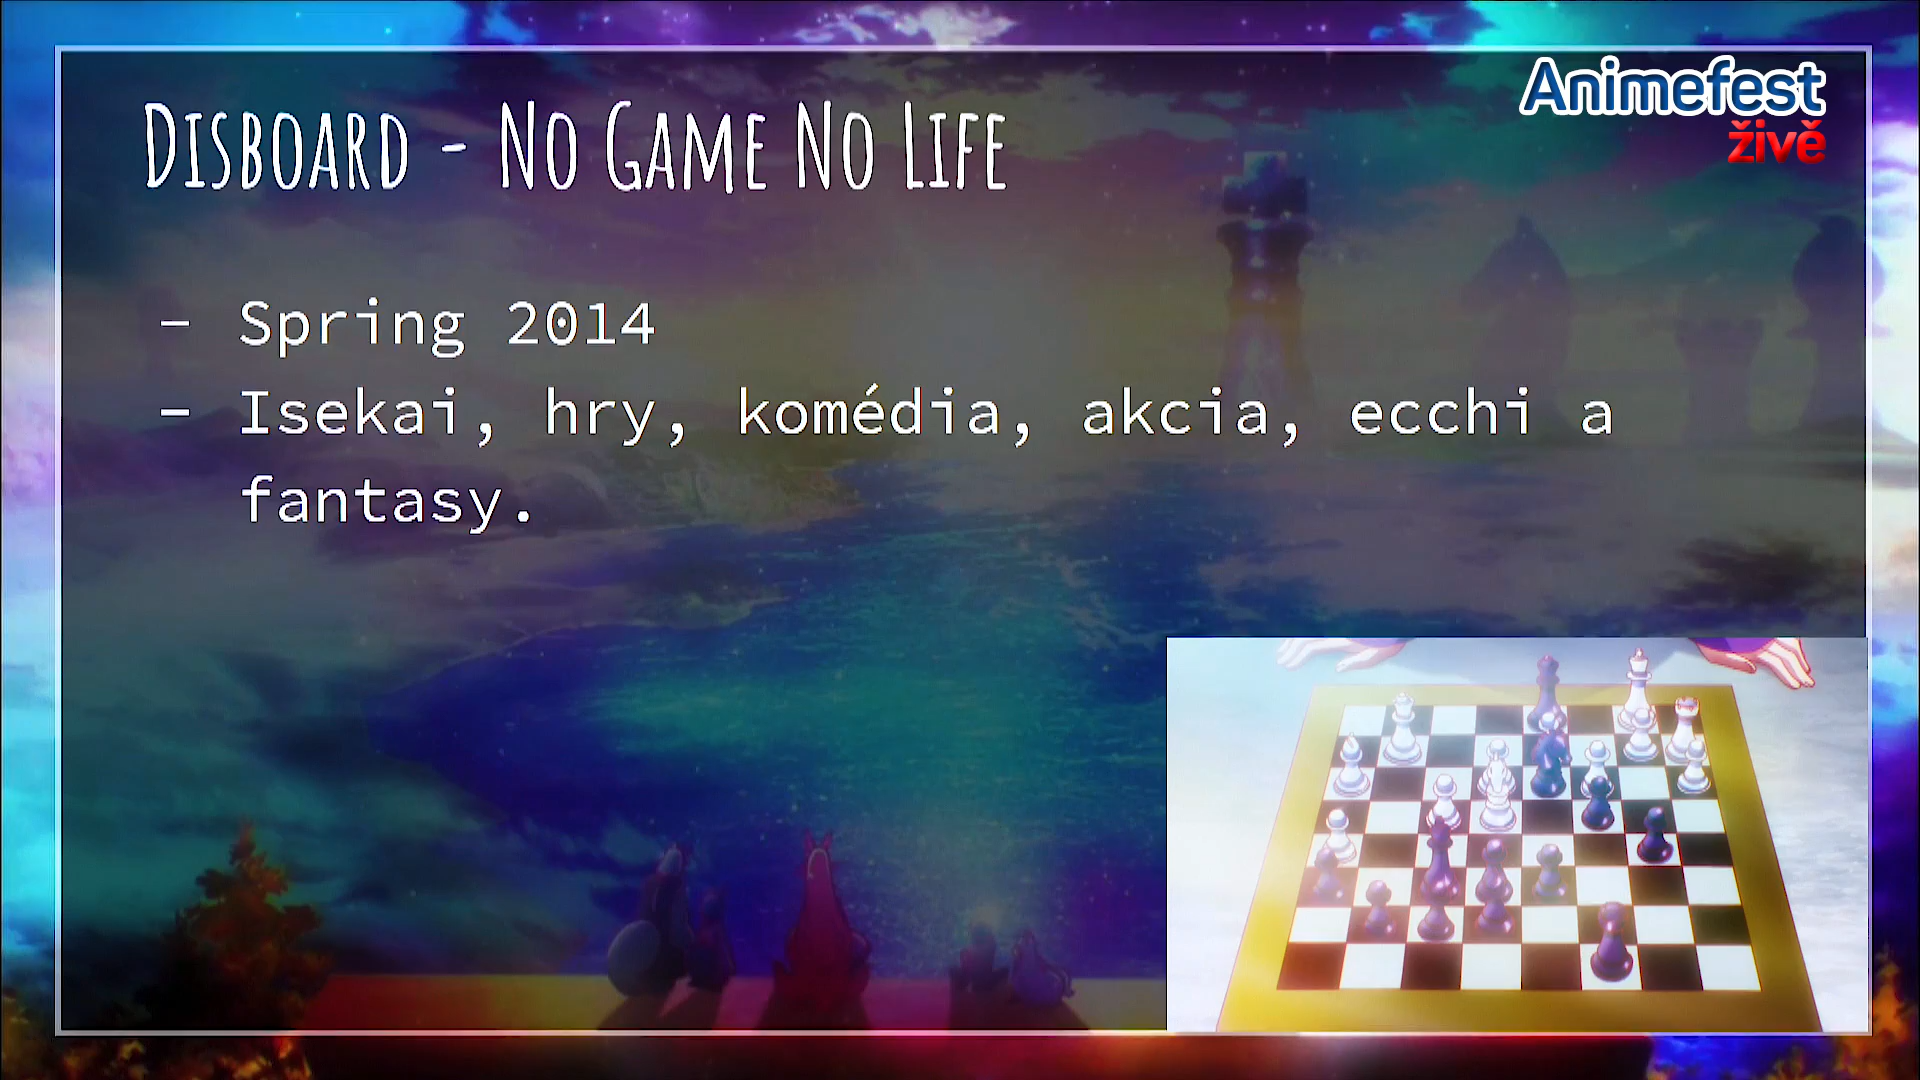 Animefest
živě
Disboard - No Game No Life
- Spring 2014
- Isekai, hry, komédia, akcia, ecchi a
fantasy.